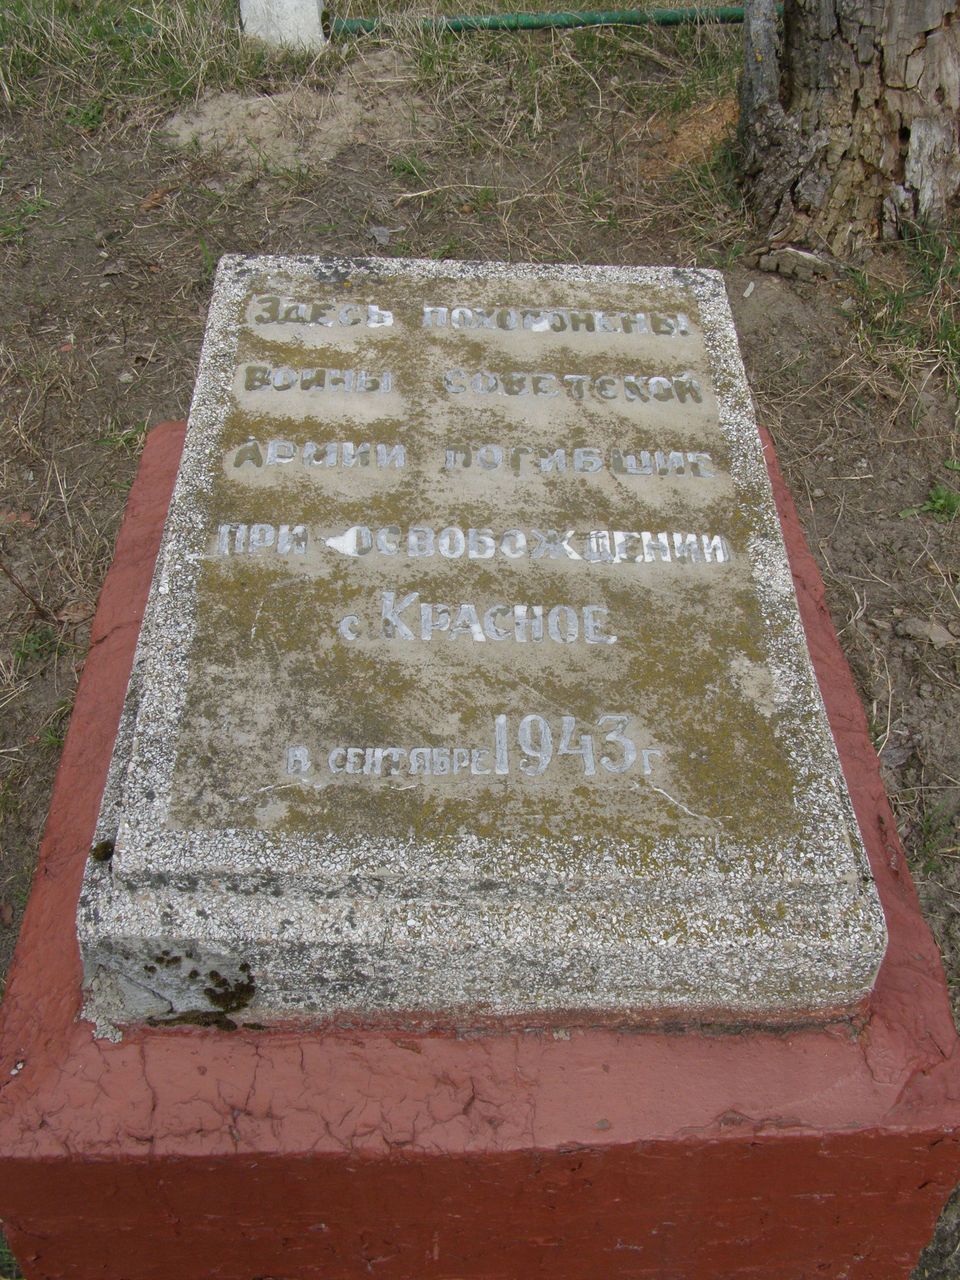 ЗДЕСЬ ПОХОРОНЕНЫ
ВОИНЫ СОВЕТСКОЙ
АРМИИ ПОГИБШИЕ
ПРИ ОСВОБОЖДЕНИИ
с. КРАСНОЕ
В СЕНТЯБРЕ 1943 г.